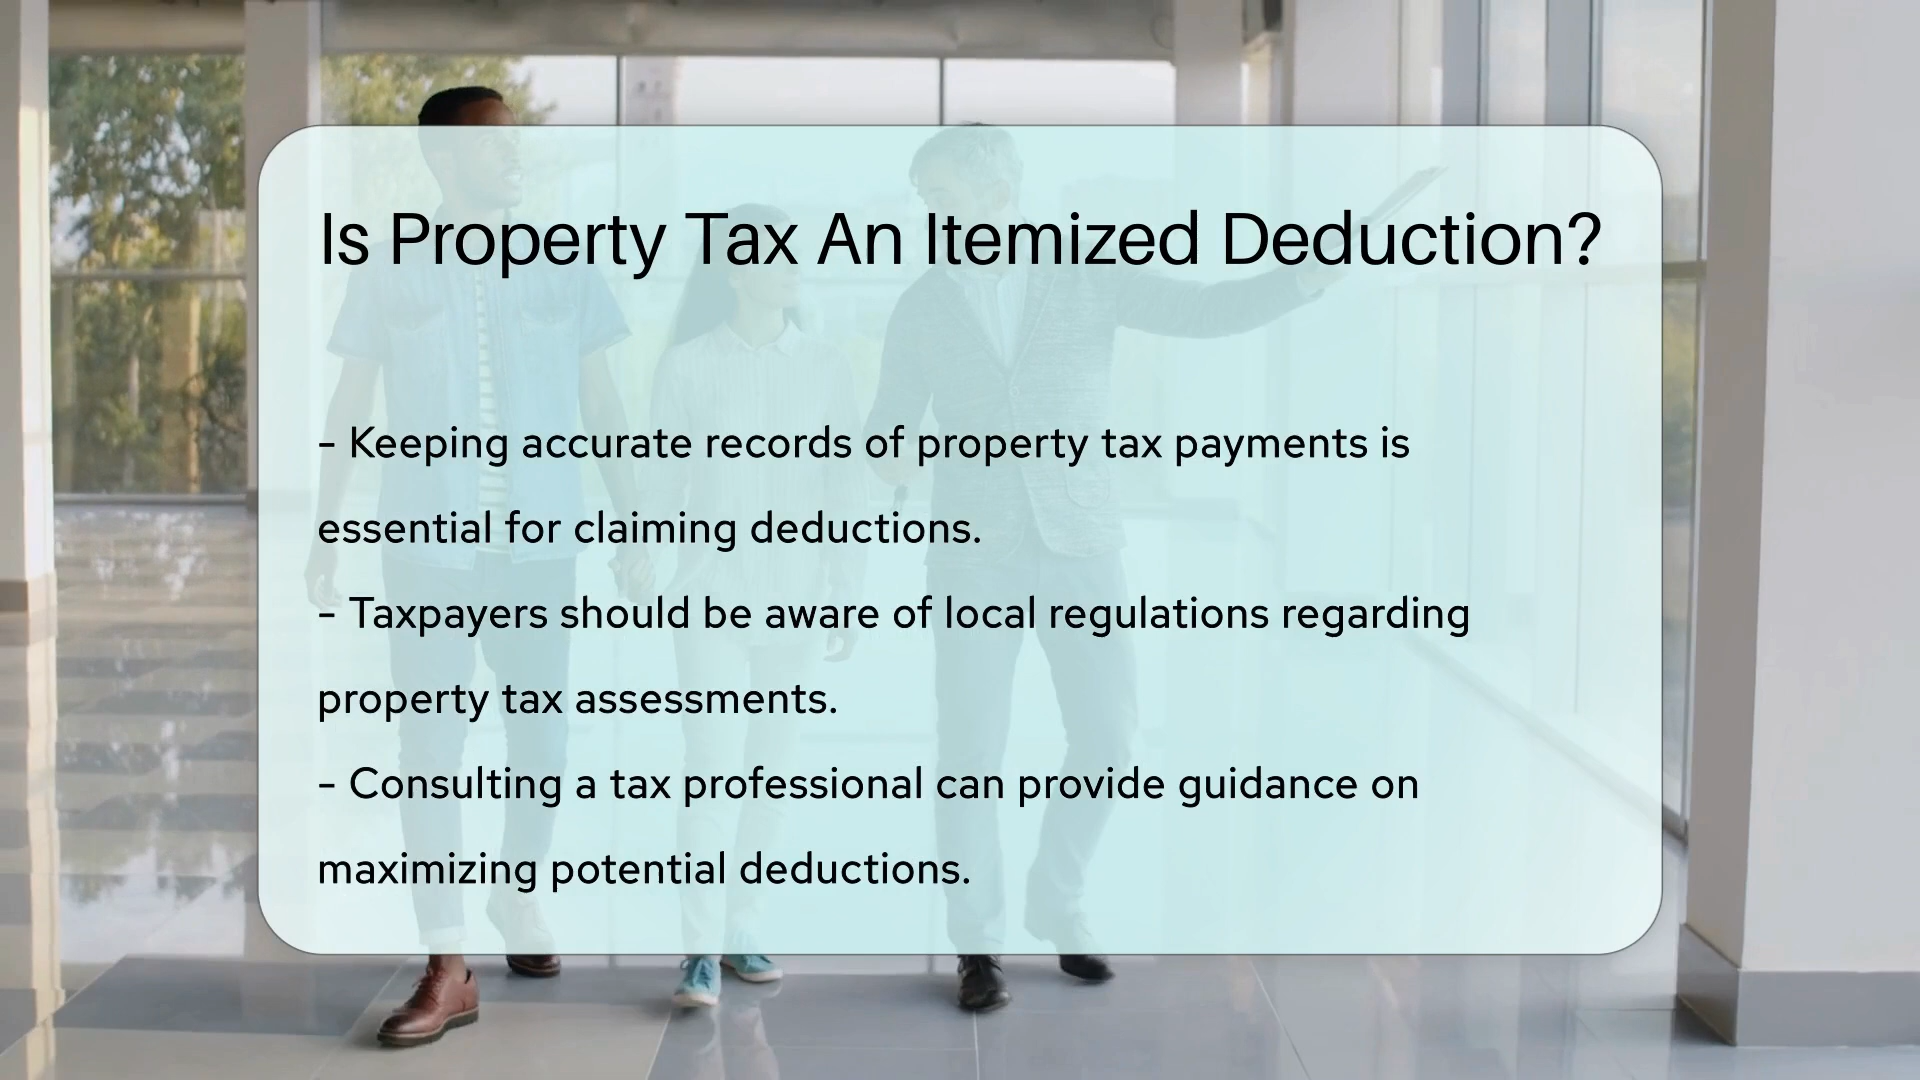 Is Property Tax An Itemized Deduction?
- Keeping accurate records of property tax payments is
essential for claiming deductions.
- Taxpayers should be aware of local regulations regarding
property tax assessments.
- Consulting a tax professional can provide guidance on
maximizing potential deductions.